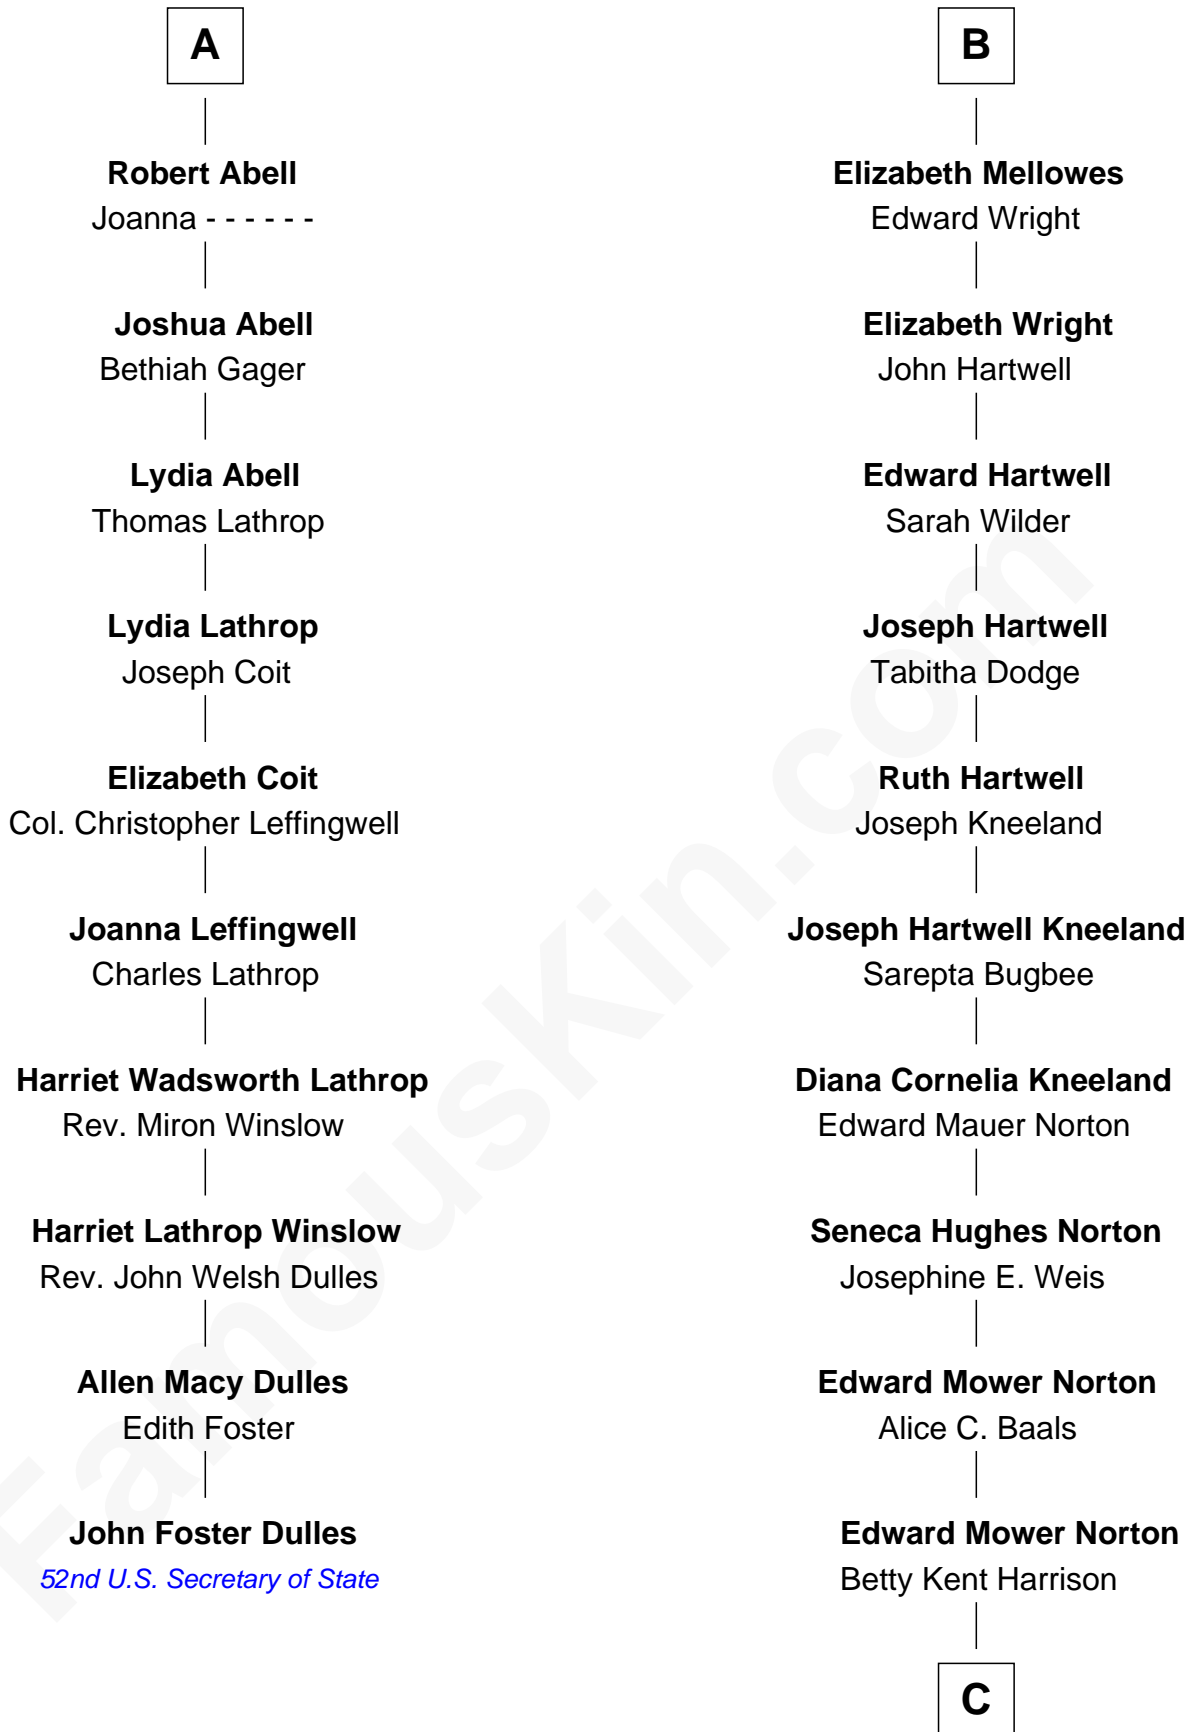 A
Robert Abell
Joanna - - - - - -
Joshua Abell
Bethiah Gager
Lydia Abell
Thomas Lathrop
Lydia Lathrop
Joseph Coit
Elizabeth Coit
Col. Christopher Leffingwell
Joanna Leffingwell
Charles Lathrop
Harriet Wadsworth Lathrop
Rev. Miron Winslow
Harriet Lathrop Winslow
Rev. John Welsh Dulles
Allen Macy Dulles
Edith Foster
John Foster Dulles
52nd U.S. Secretary of State
B
Elizabeth Mellowes
Edward Wright
Elizabeth Wright
John Hartwell
Edward Hartwell
Sarah Wilder
Joseph Hartwell
Tabitha Dodge
Ruth Hartwell
Joseph Kneeland
Joseph Hartwell Kneeland
Sarepta Bugbee
Diana Cornelia Kneeland
Edward Mauer Norton
Seneca Hughes Norton
Josephine E. Weis
Edward Mower Norton
Alice C. Baals
Edward Mower Norton
Betty Kent Harrison
C
FamousKin.com